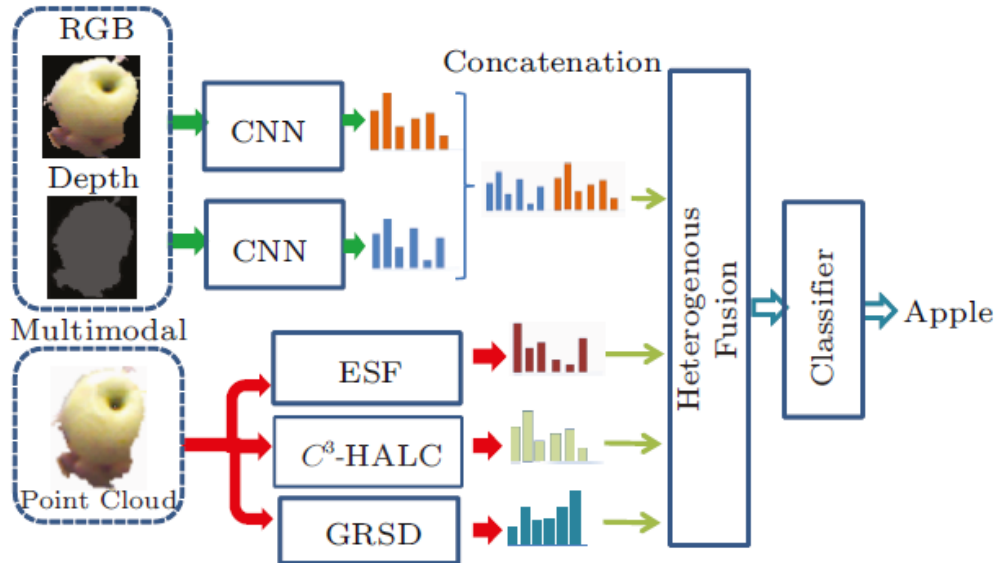 RGB
Concatenation
CNN
Depth
CNN
Multimodal
Heterogenous
Fusion
Classifier
Apple
ESF
C³-HALC
Point Cloud
GRSD